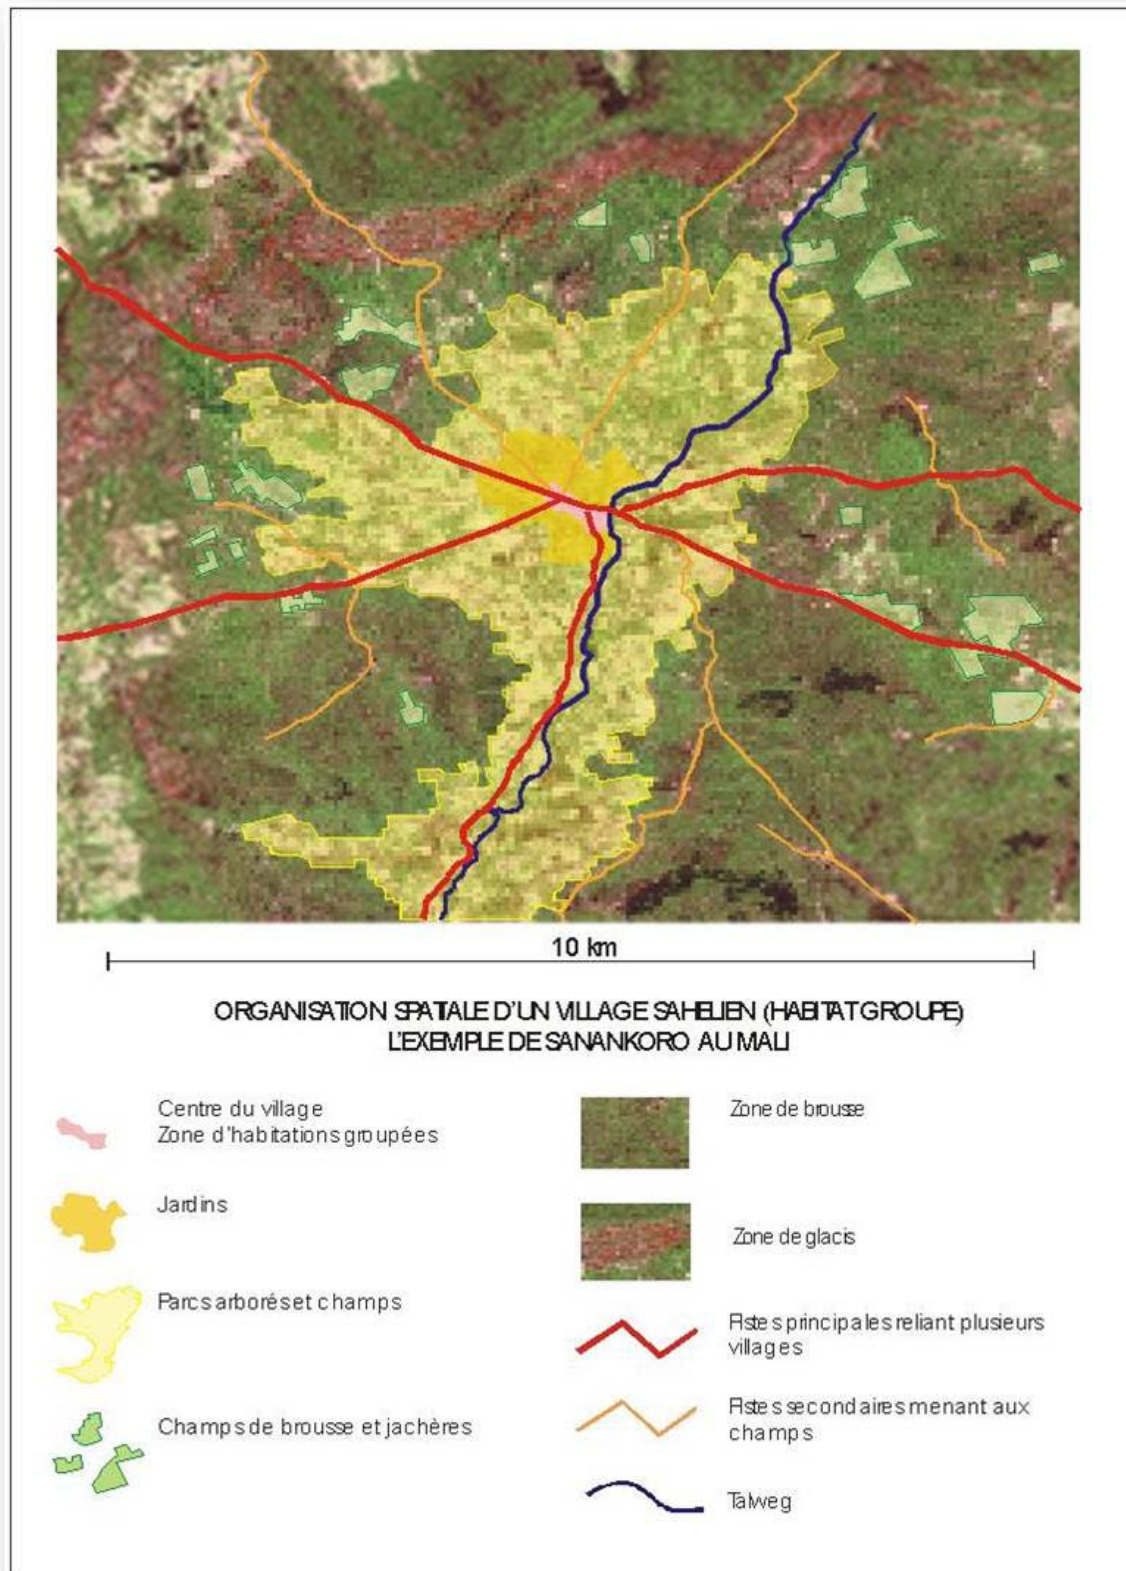 10 km
ORGANISATION SPATIALE D'UN VILLAGE SAHELIEN (HABITAT GROUPE)
L'EXEMPLE DE SANANKORO AU MALI
Centre du village
Zone d'habitations groupées
Jardins
Parcs arborés et champs
Champs de brousse et jachères
Zone de brousse
Zone de glacis
Pistes principales reliant plusieurs
villages
Pistes secondaires menant aux
champs
Talweg